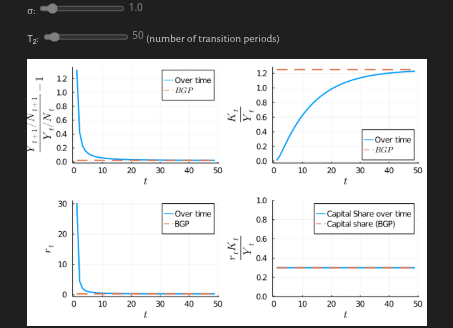 σ: 1.0
T₂: 50 (number of transition periods)
Y_{t+1}/N_{t+1} / Y_t/N_t − 1
1.2
1.0
0.8
0.6
0.4
0.2
0.0
0 10 20 30 40 50
t
Over time
BGP
K_t / Y_t
1.2
1.0
0.8
0.6
0.4
0.2
0.0
0 10 20 30 40 50
t
Over time
BGP
r_t
30
20
10
0
0 10 20 30 40 50
t
Over time
BGP
r_t K_t / Y_t
1.0
0.8
0.6
0.4
0.2
0.0
0 10 20 30 40 50
t
Capital Share over time
Capital share (BGP)